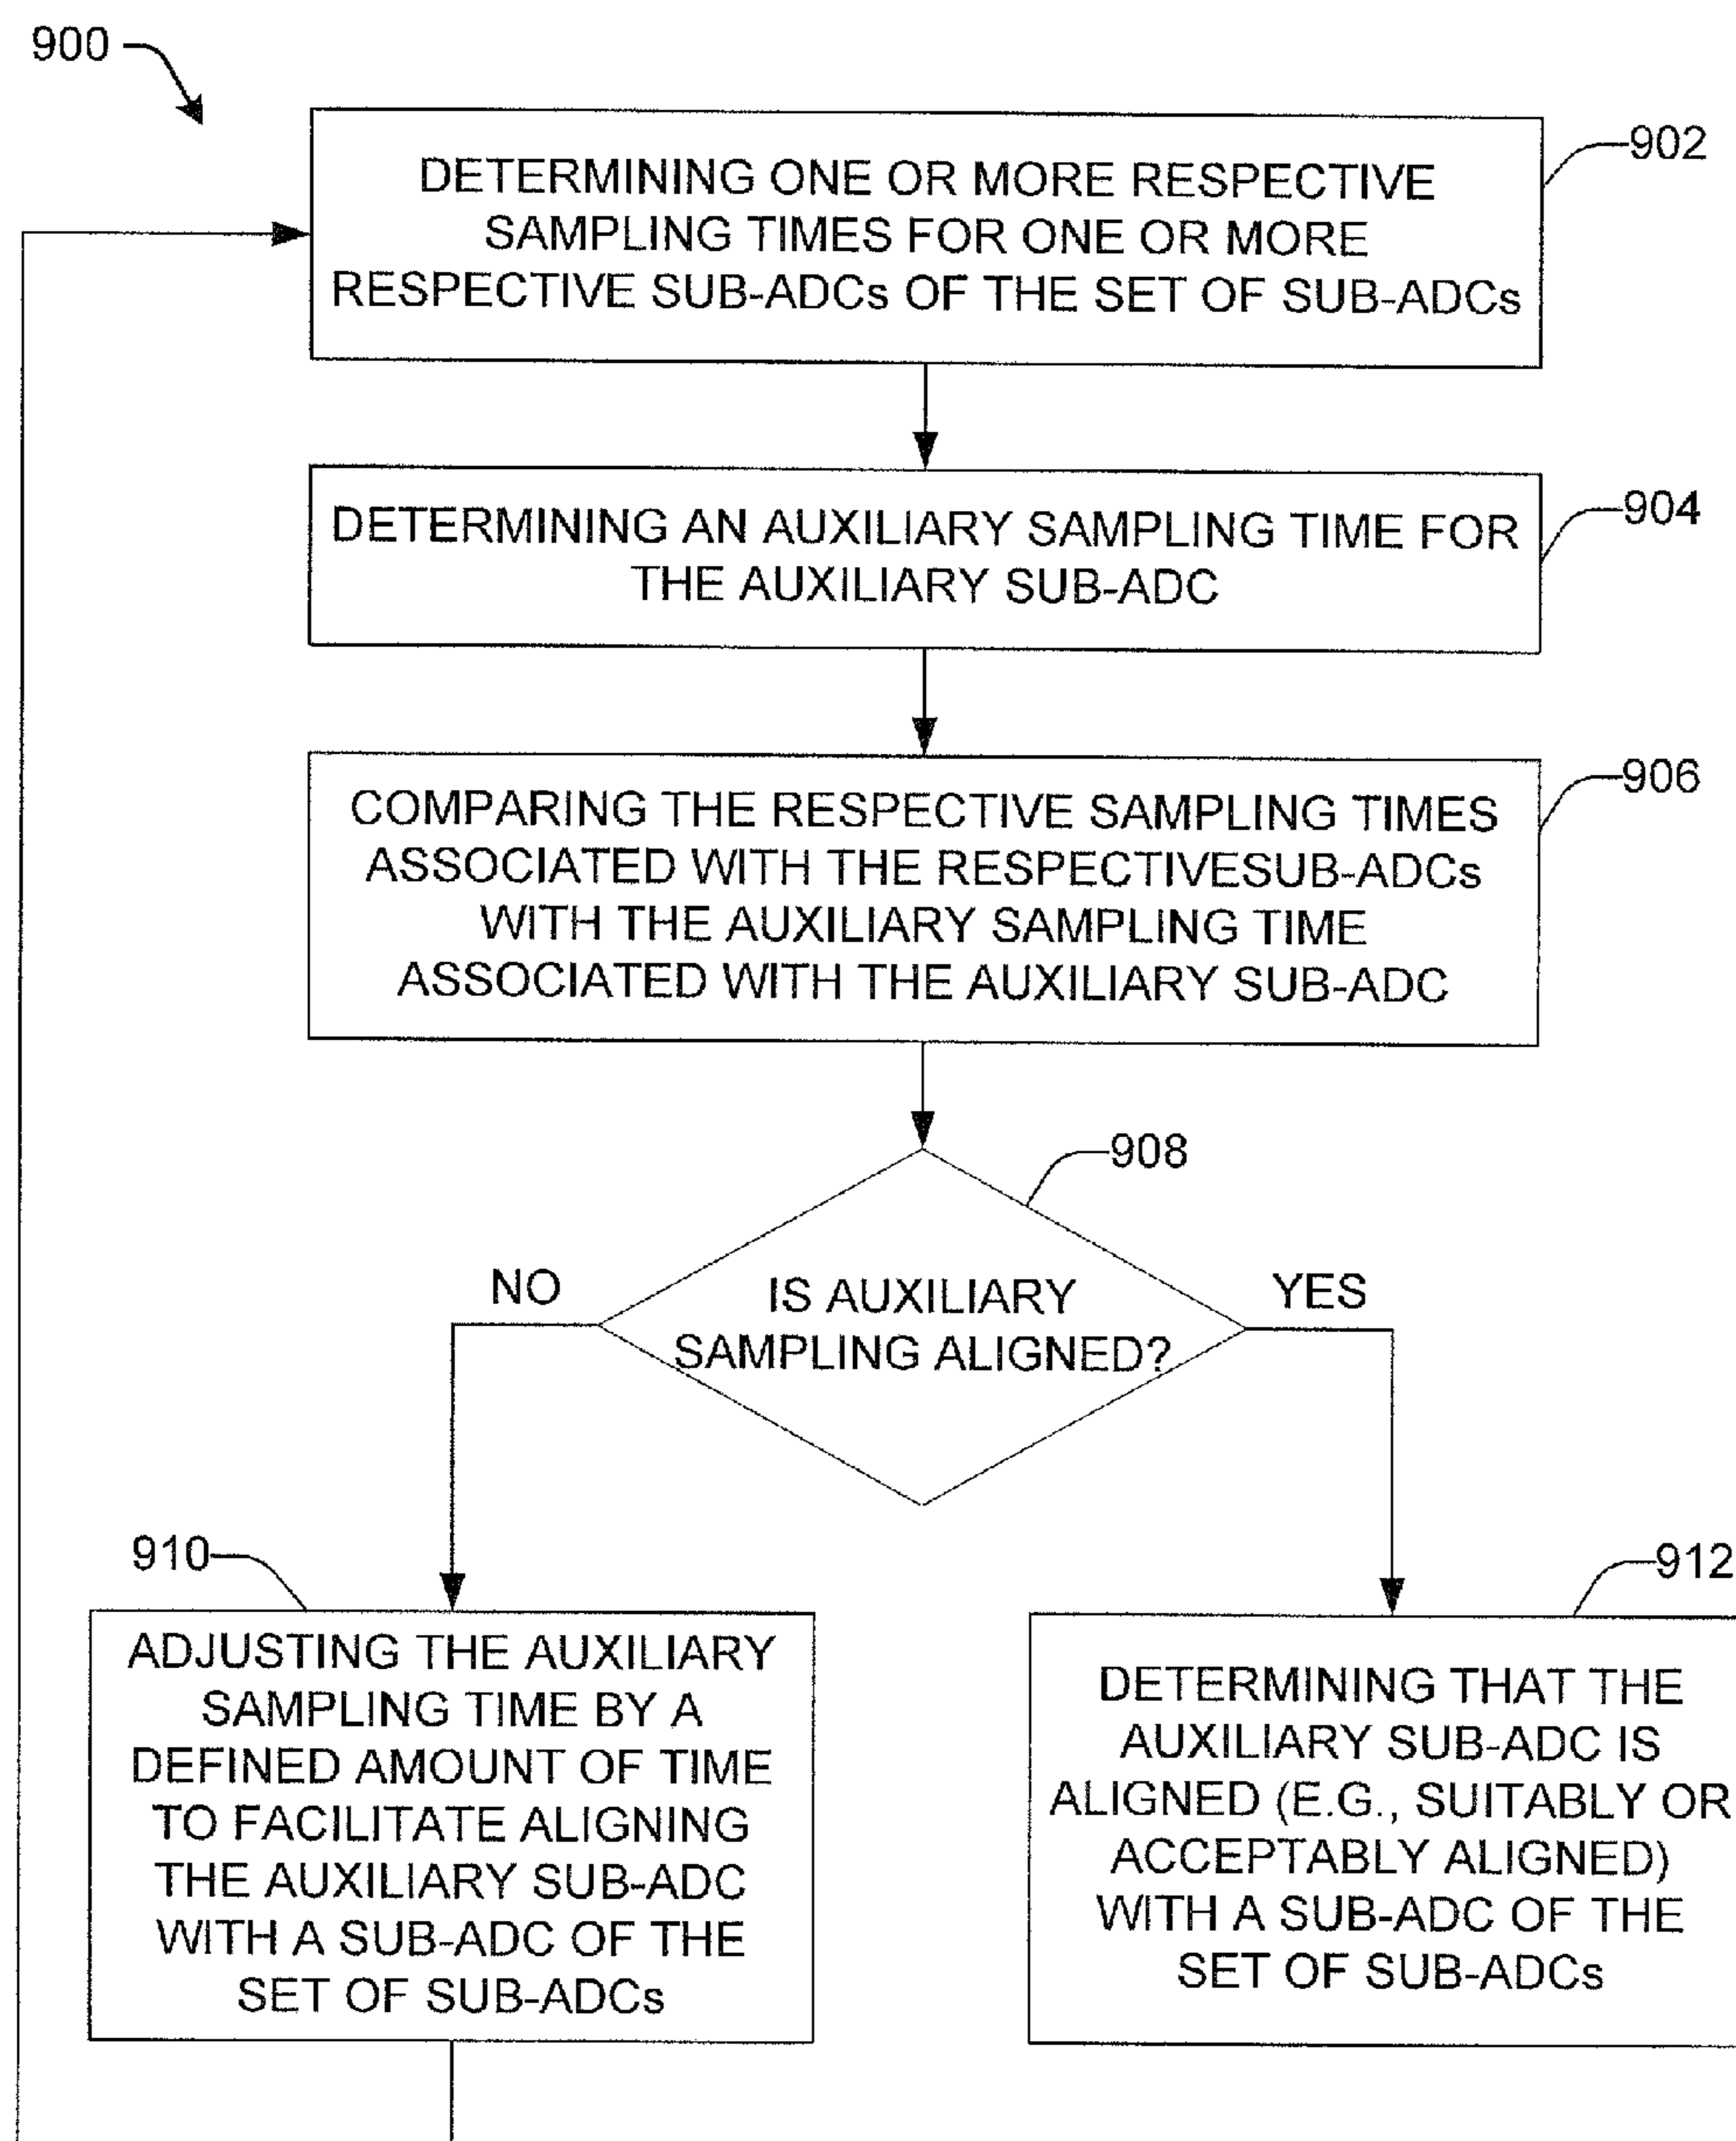 900
902
DETERMINING ONE OR MORE RESPECTIVE
SAMPLING TIMES FOR ONE OR MORE
RESPECTIVE SUB-ADCs OF THE SET OF SUB-ADCs
904
DETERMINING AN AUXILIARY SAMPLING TIME FOR
THE AUXILIARY SUB-ADC
906
COMPARING THE RESPECTIVE SAMPLING TIMES
ASSOCIATED WITH THE RESPECTIVESUB-ADCs
WITH THE AUXILIARY SAMPLING TIME
ASSOCIATED WITH THE AUXILIARY SUB-ADC
908
NO
IS AUXILIARY
SAMPLING ALIGNED?
YES
910
ADJUSTING THE AUXILIARY
SAMPLING TIME BY A
DEFINED AMOUNT OF TIME
TO FACILITATE ALIGNING
THE AUXILIARY SUB-ADC
WITH A SUB-ADC OF THE
SET OF SUB-ADCs
912
DETERMINING THAT THE
AUXILIARY SUB-ADC IS
ALIGNED (E.G., SUITABLY OR
ACCEPTABLY ALIGNED)
WITH A SUB-ADC OF THE
SET OF SUB-ADCs